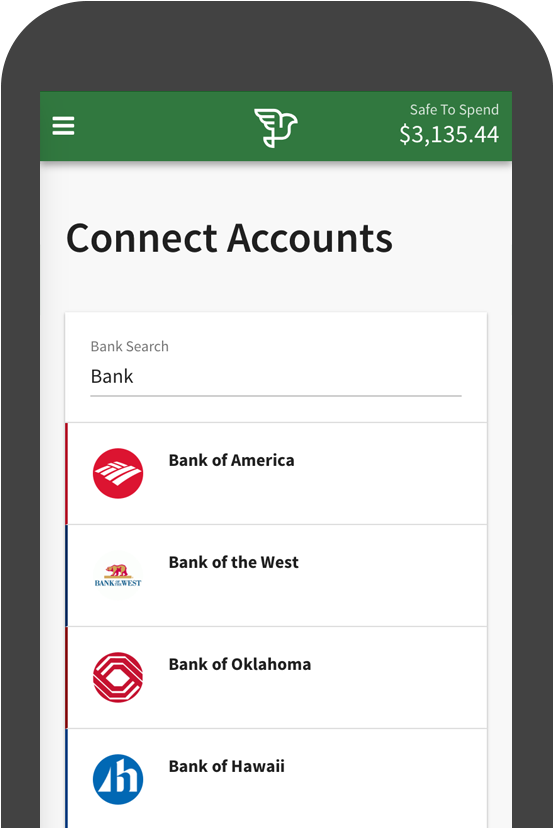 Safe To Spend
$3,135.44
Connect Accounts
Bank Search
Bank
Bank of America
BANK OF THE WEST
Bank of the West
Bank of Oklahoma
Bank of Hawaii